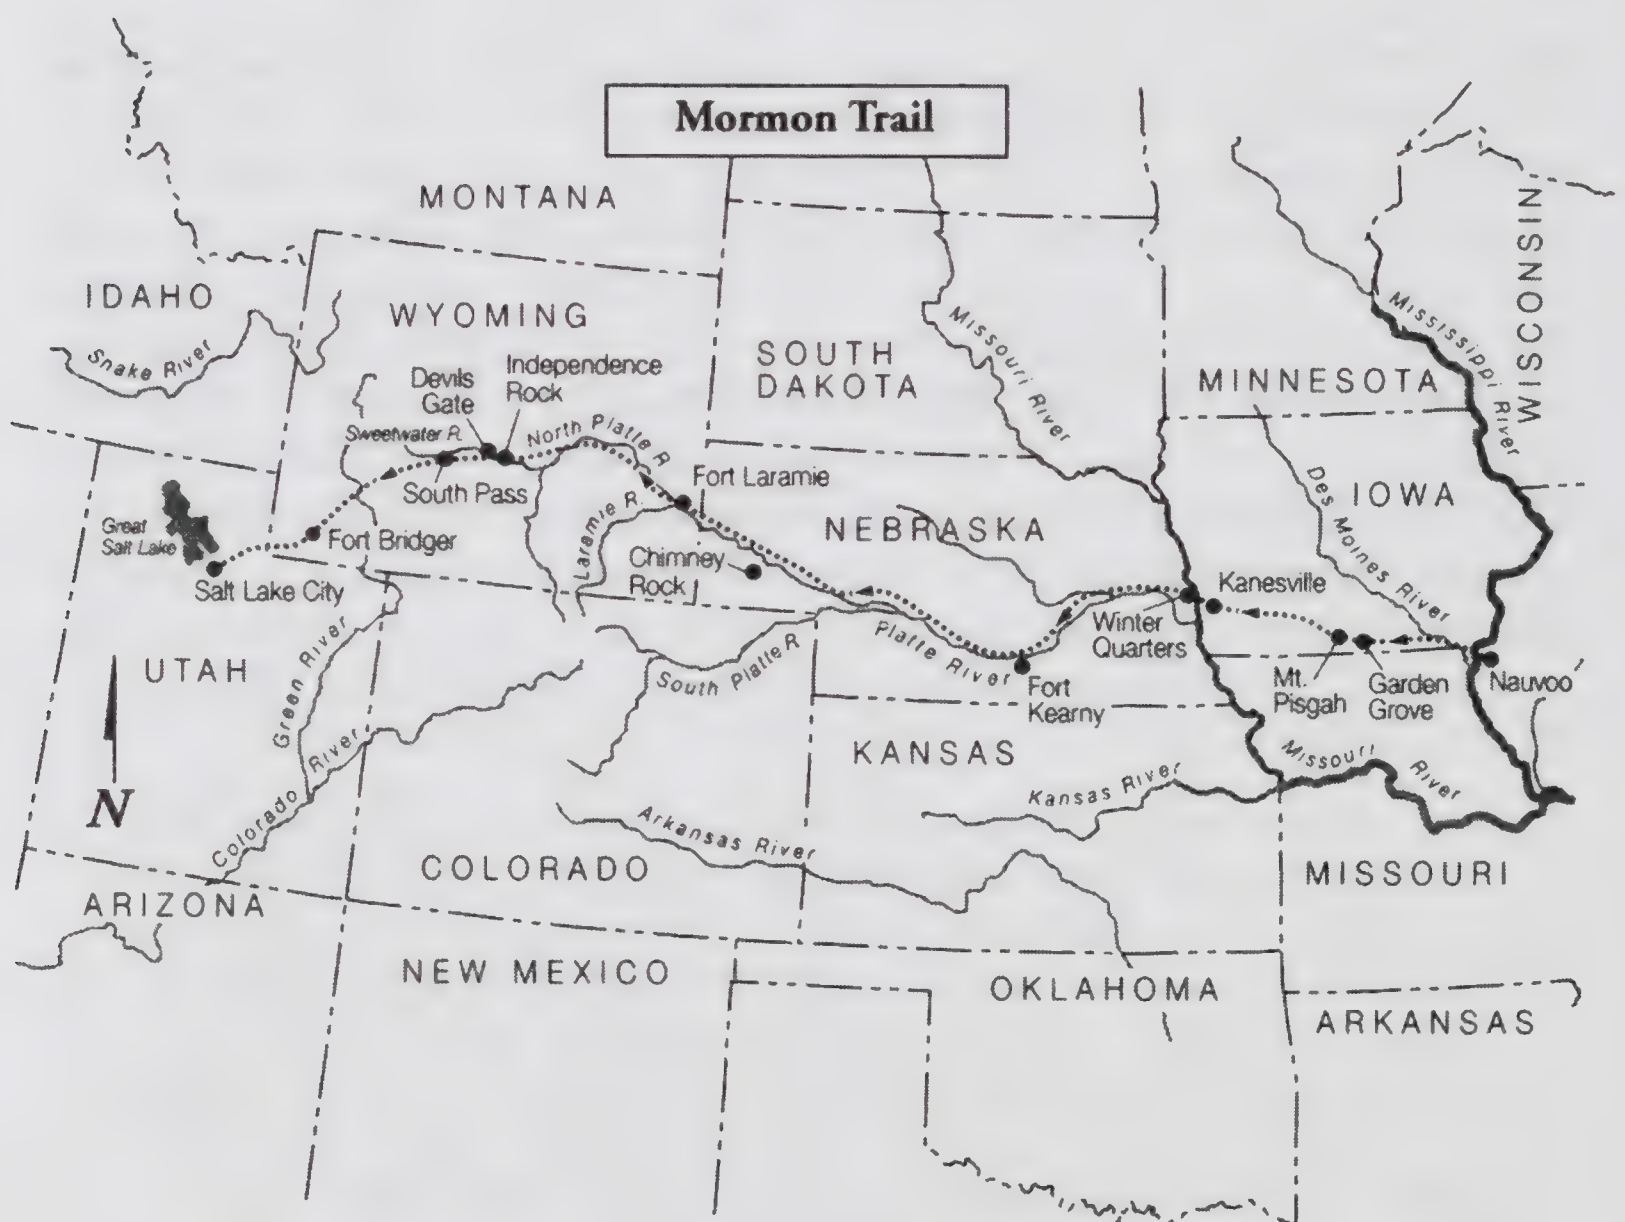 Mormon Trail
MONTANA
IDAHO
Snake River
WYOMING
Devils
Gate
Independence
Rock
Sweetwater R.
North Platte R
South Pass
SOUTH
DAKOTA
Missouri River
MINNESOTA
WISCONSIN
Mississippi River
IOWA
Des Moines River
Fort Laramie
Laramie R.
NEBRASKA
Chimney
Rock
Great
Salt Lake
Fort Bridger
Salt Lake City
Kanesville
Winter
Quarters
Platte River
South Platte R
Fort
Kearny
Mt.
Pisgah
Garden
Grove
Nauvoo
UTAH
Green River
Colorado River
N
KANSAS
Kansas River
Missouri River
Arkansas River
COLORADO
MISSOURI
ARIZONA
NEW MEXICO
OKLAHOMA
ARKANSAS